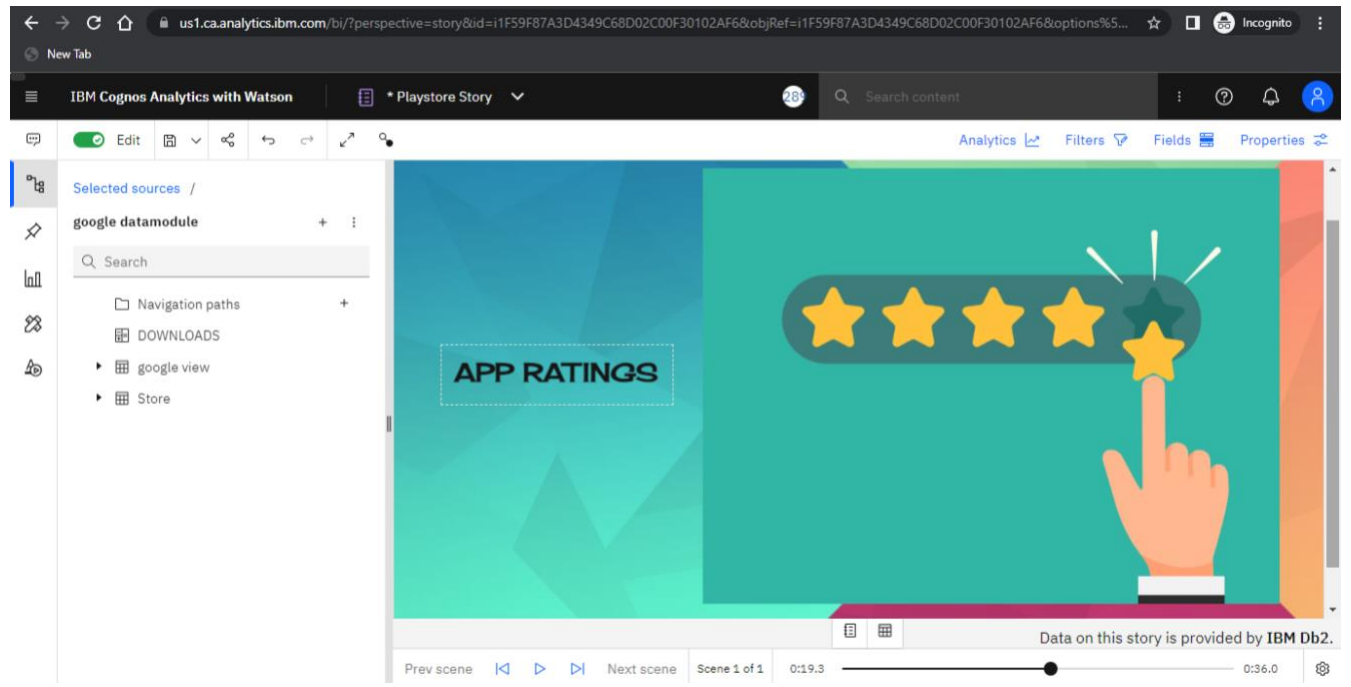 us1.ca.analytics.ibm.com/bi/?perspective=story&id=i1F59F87A3D4349C68D02C00F30102AF6&objRef=i1F59F87A3D4349C68D02C00F30102AF6&options%5... Incognito
New Tab
IBM Cognos Analytics with Watson * Playstore Story 289 Search content
Edit Analytics Filters Fields Properties
Selected sources /
google datamodule
Search
Navigation paths
DOWNLOADS
google view
Store
APP RATINGS
Data on this story is provided by IBM Db2.
Prev scene Next scene Scene 1 of 1 0:19.3 0:36.0